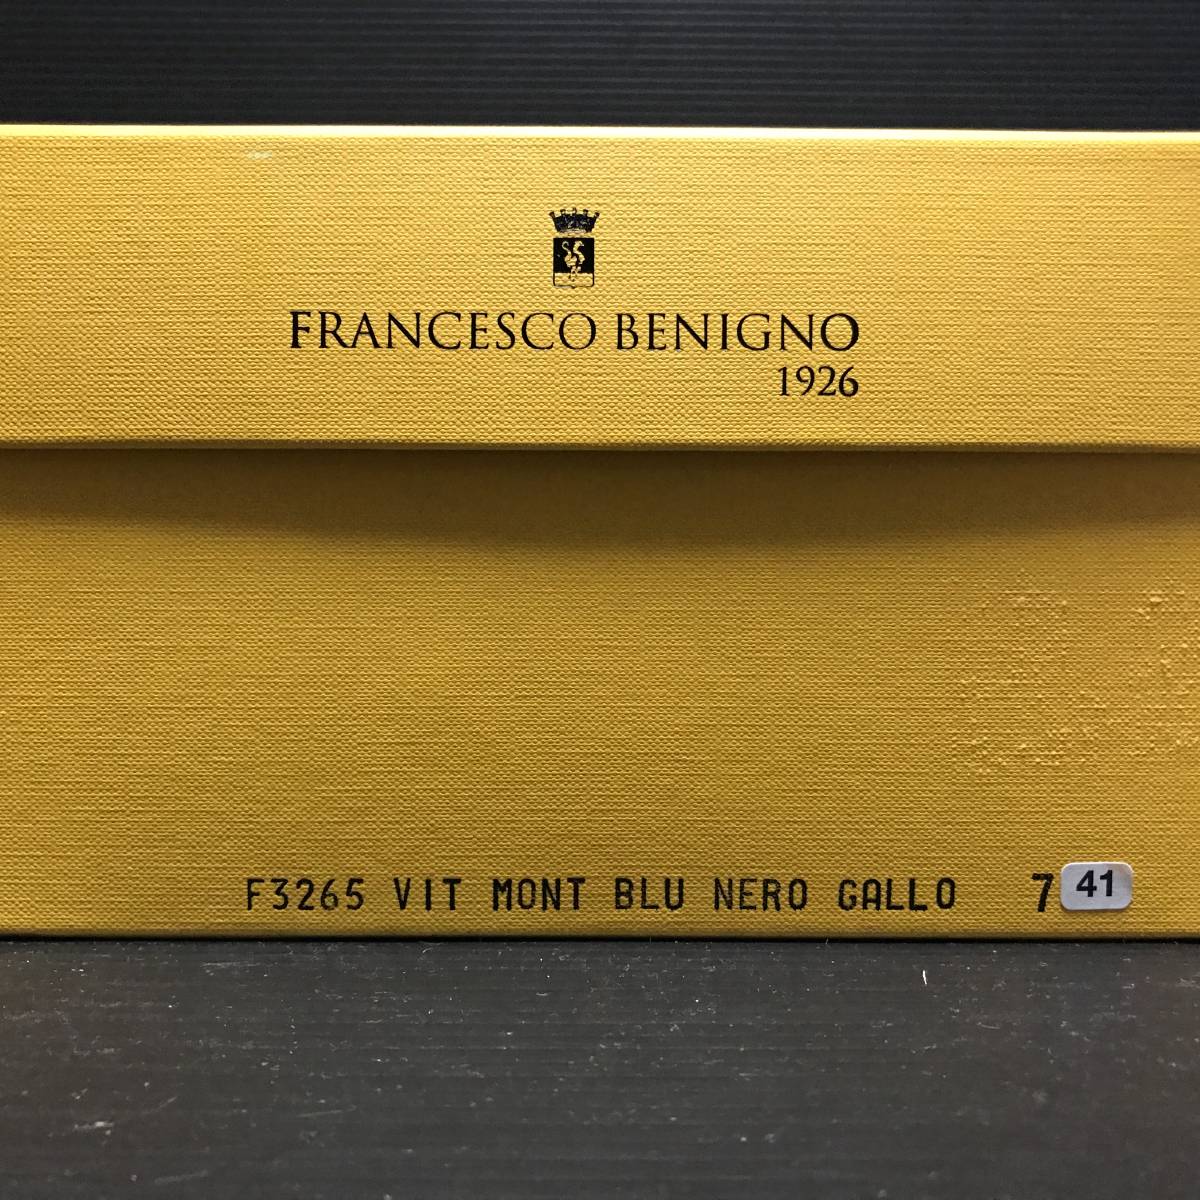 FRANCESCO BENIGNO
1926
F3265 VIT MONT BLU NERO GALLO 7 41